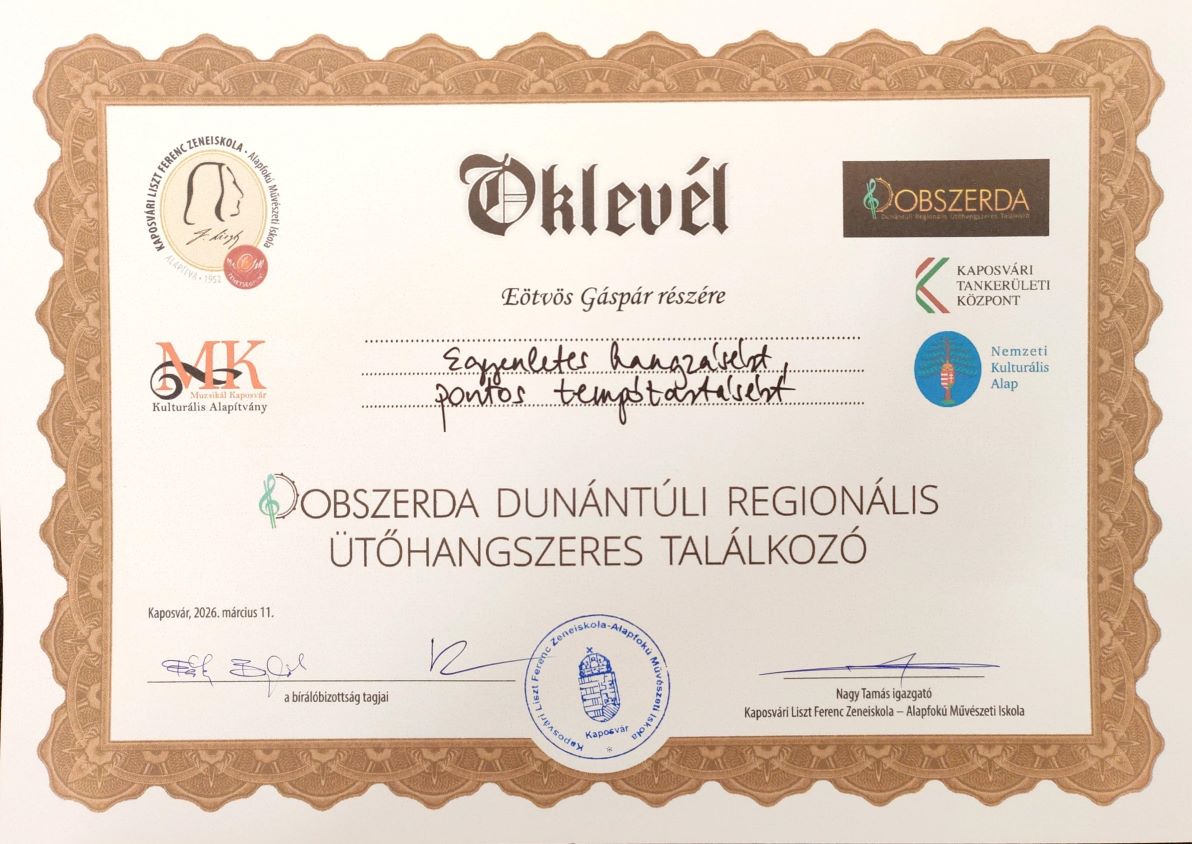 KAPOSVÁRI LISZT FERENC ZENEISKOLA • Alapfokú Művészeti Iskola
ALAPÍTVA • 1952
Oklevél
DOBSZERDA
Dunántúli Regionális Ütőhangszeres Találkozó
KAPOSVÁRI
TANKERÜLETI
KÖZPONT
Eötvös Gáspár részére
MK
Muzsikál Kaposvár
Kulturális Alapítvány
Egyenletes hangzásért,
pontos tempótartásért
Nemzeti
Kulturális
Alap
DOBSZERDA DUNÁNTÚLI REGIONÁLIS
ÜTŐHANGSZERES TALÁLKOZÓ
Kaposvár, 2026. március 11.
a bírálóbizottság tagjai
Kaposvári Liszt Ferenc Zeneiskola-Alapfokú Művészeti Iskola
Kaposvár
Nagy Tamás igazgató
Kaposvári Liszt Ferenc Zeneiskola – Alapfokú Művészeti Iskola